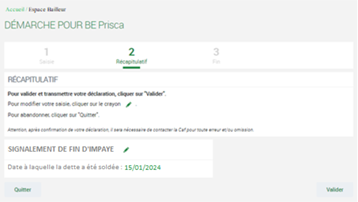 Accueil / Espace Bailleur
DÉMARCHE POUR BE Prisca
1 2 3
Saisie Récapitulatif Fin
RÉCAPITULATIF
Pour valider et transmettre votre déclaration, cliquer sur "Valider".
Pour modifier votre saisie, cliquer sur le crayon .
Pour abandonner, cliquer sur "Quitter".
Attention, après confirmation de votre déclaration, il sera nécessaire de contacter la Caf pour toute erreur et/ou omission.
SIGNALEMENT DE FIN D'IMPAYE
Date à laquelle la dette a été soldée : 15/01/2024
Quitter Valider